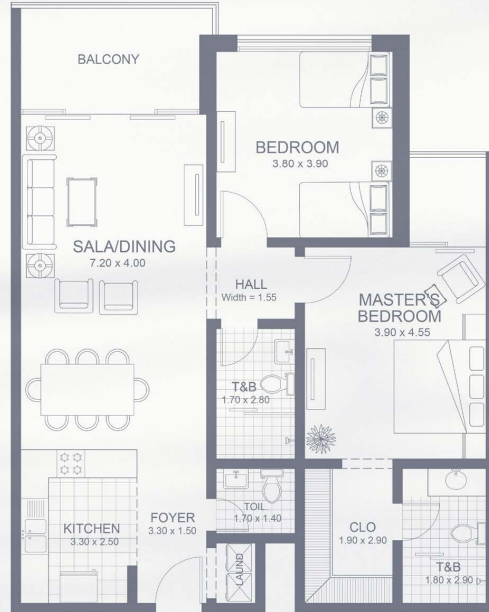 BALCONY
BEDROOM
3.80 x 3.90
SALA/DINING
7.20 x 4.00
HALL
Width = 1.55
MASTER'S
BEDROOM
3.90 x 4.55
T&B
1.70 x 2.80
TOIL
1.70 x 1.40
KITCHEN
3.30 x 2.50
FOYER
3.30 x 1.50
LAUND
CLO
1.90 x 2.90
T&B
1.80 x 2.90